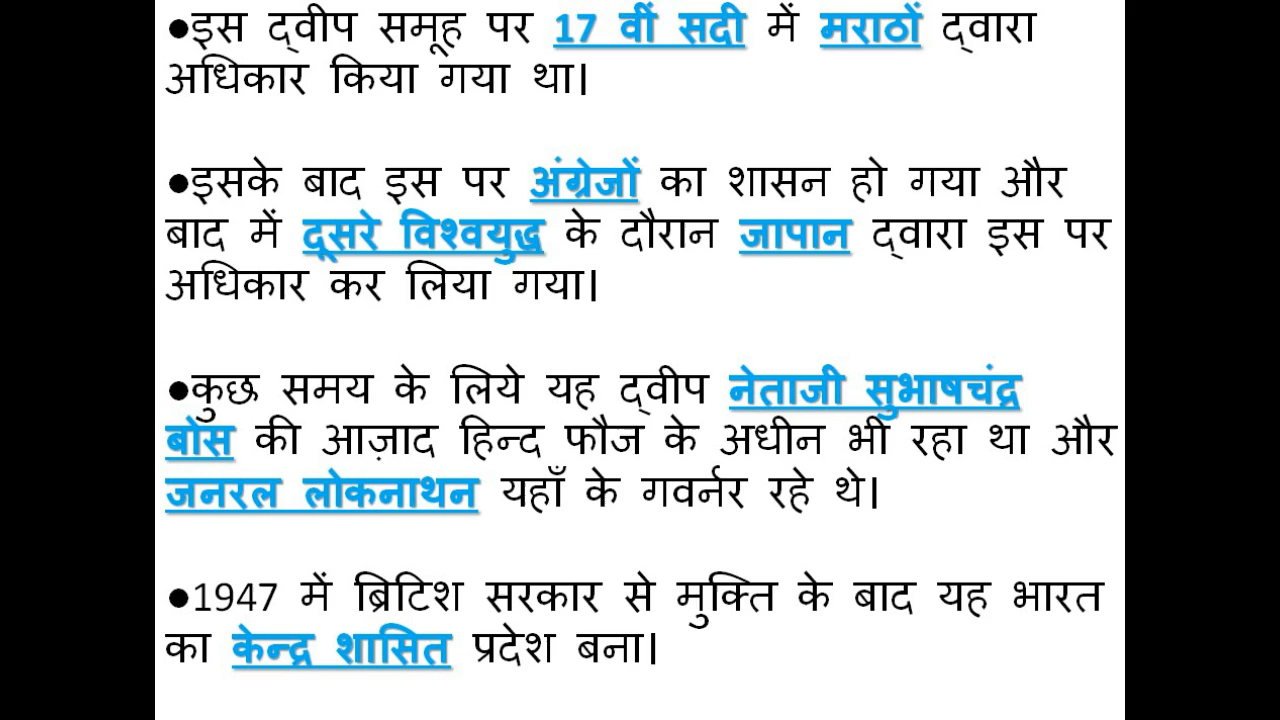 ●इस द्वीप समूह पर 17 वीं सदी में मराठों द्वारा
अधिकार किया गया था।
●इसके बाद इस पर अंग्रेजों का शासन हो गया और
बाद में दूसरे विश्वयुद्ध के दौरान जापान द्वारा इस पर
अधिकार कर लिया गया।
●कुछ समय के लिये यह द्वीप नेताजी सुभाषचंद्र
बोस की आज़ाद हिन्द फौज के अधीन भी रहा था और
जनरल लोकनाथन यहाँ के गवर्नर रहे थे।
●1947 में ब्रिटिश सरकार से मुक्ति के बाद यह भारत
का केन्द्र शासित प्रदेश बना।